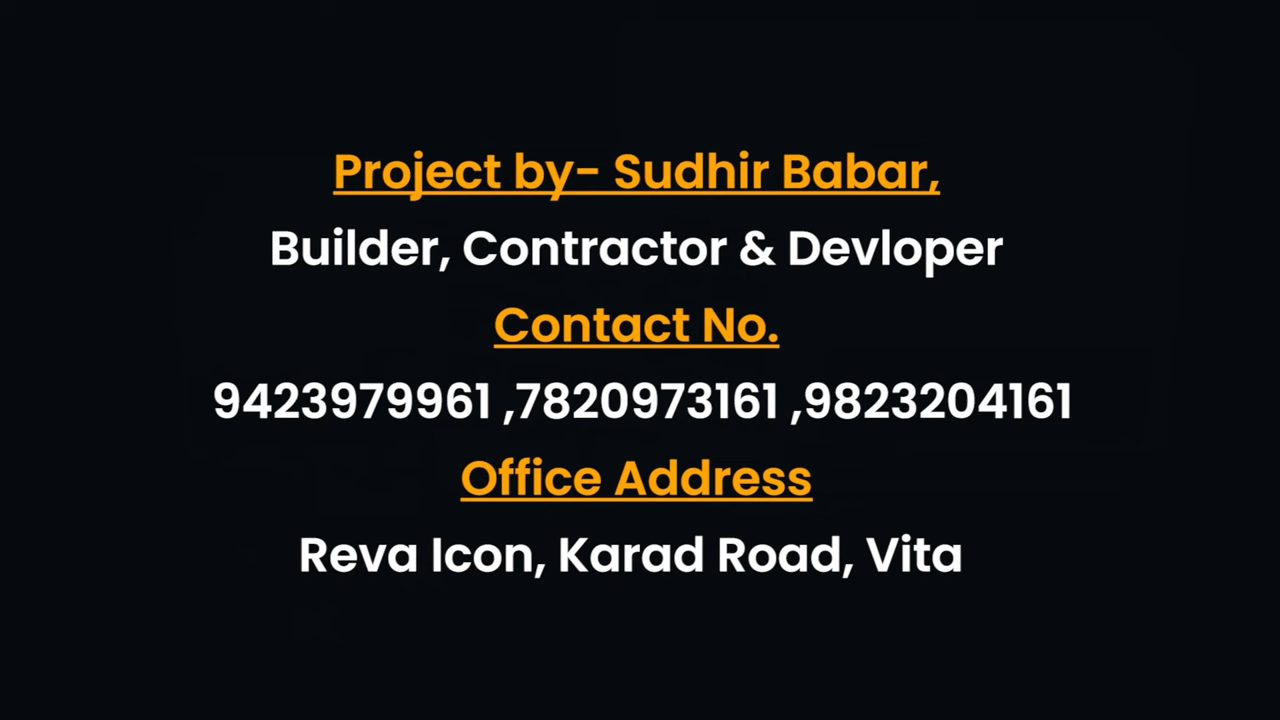 Project by- Sudhir Babar,
Builder, Contractor & Devloper
Contact No.
9423979961 ,7820973161 ,9823204161
Office Address
Reva Icon, Karad Road, Vita